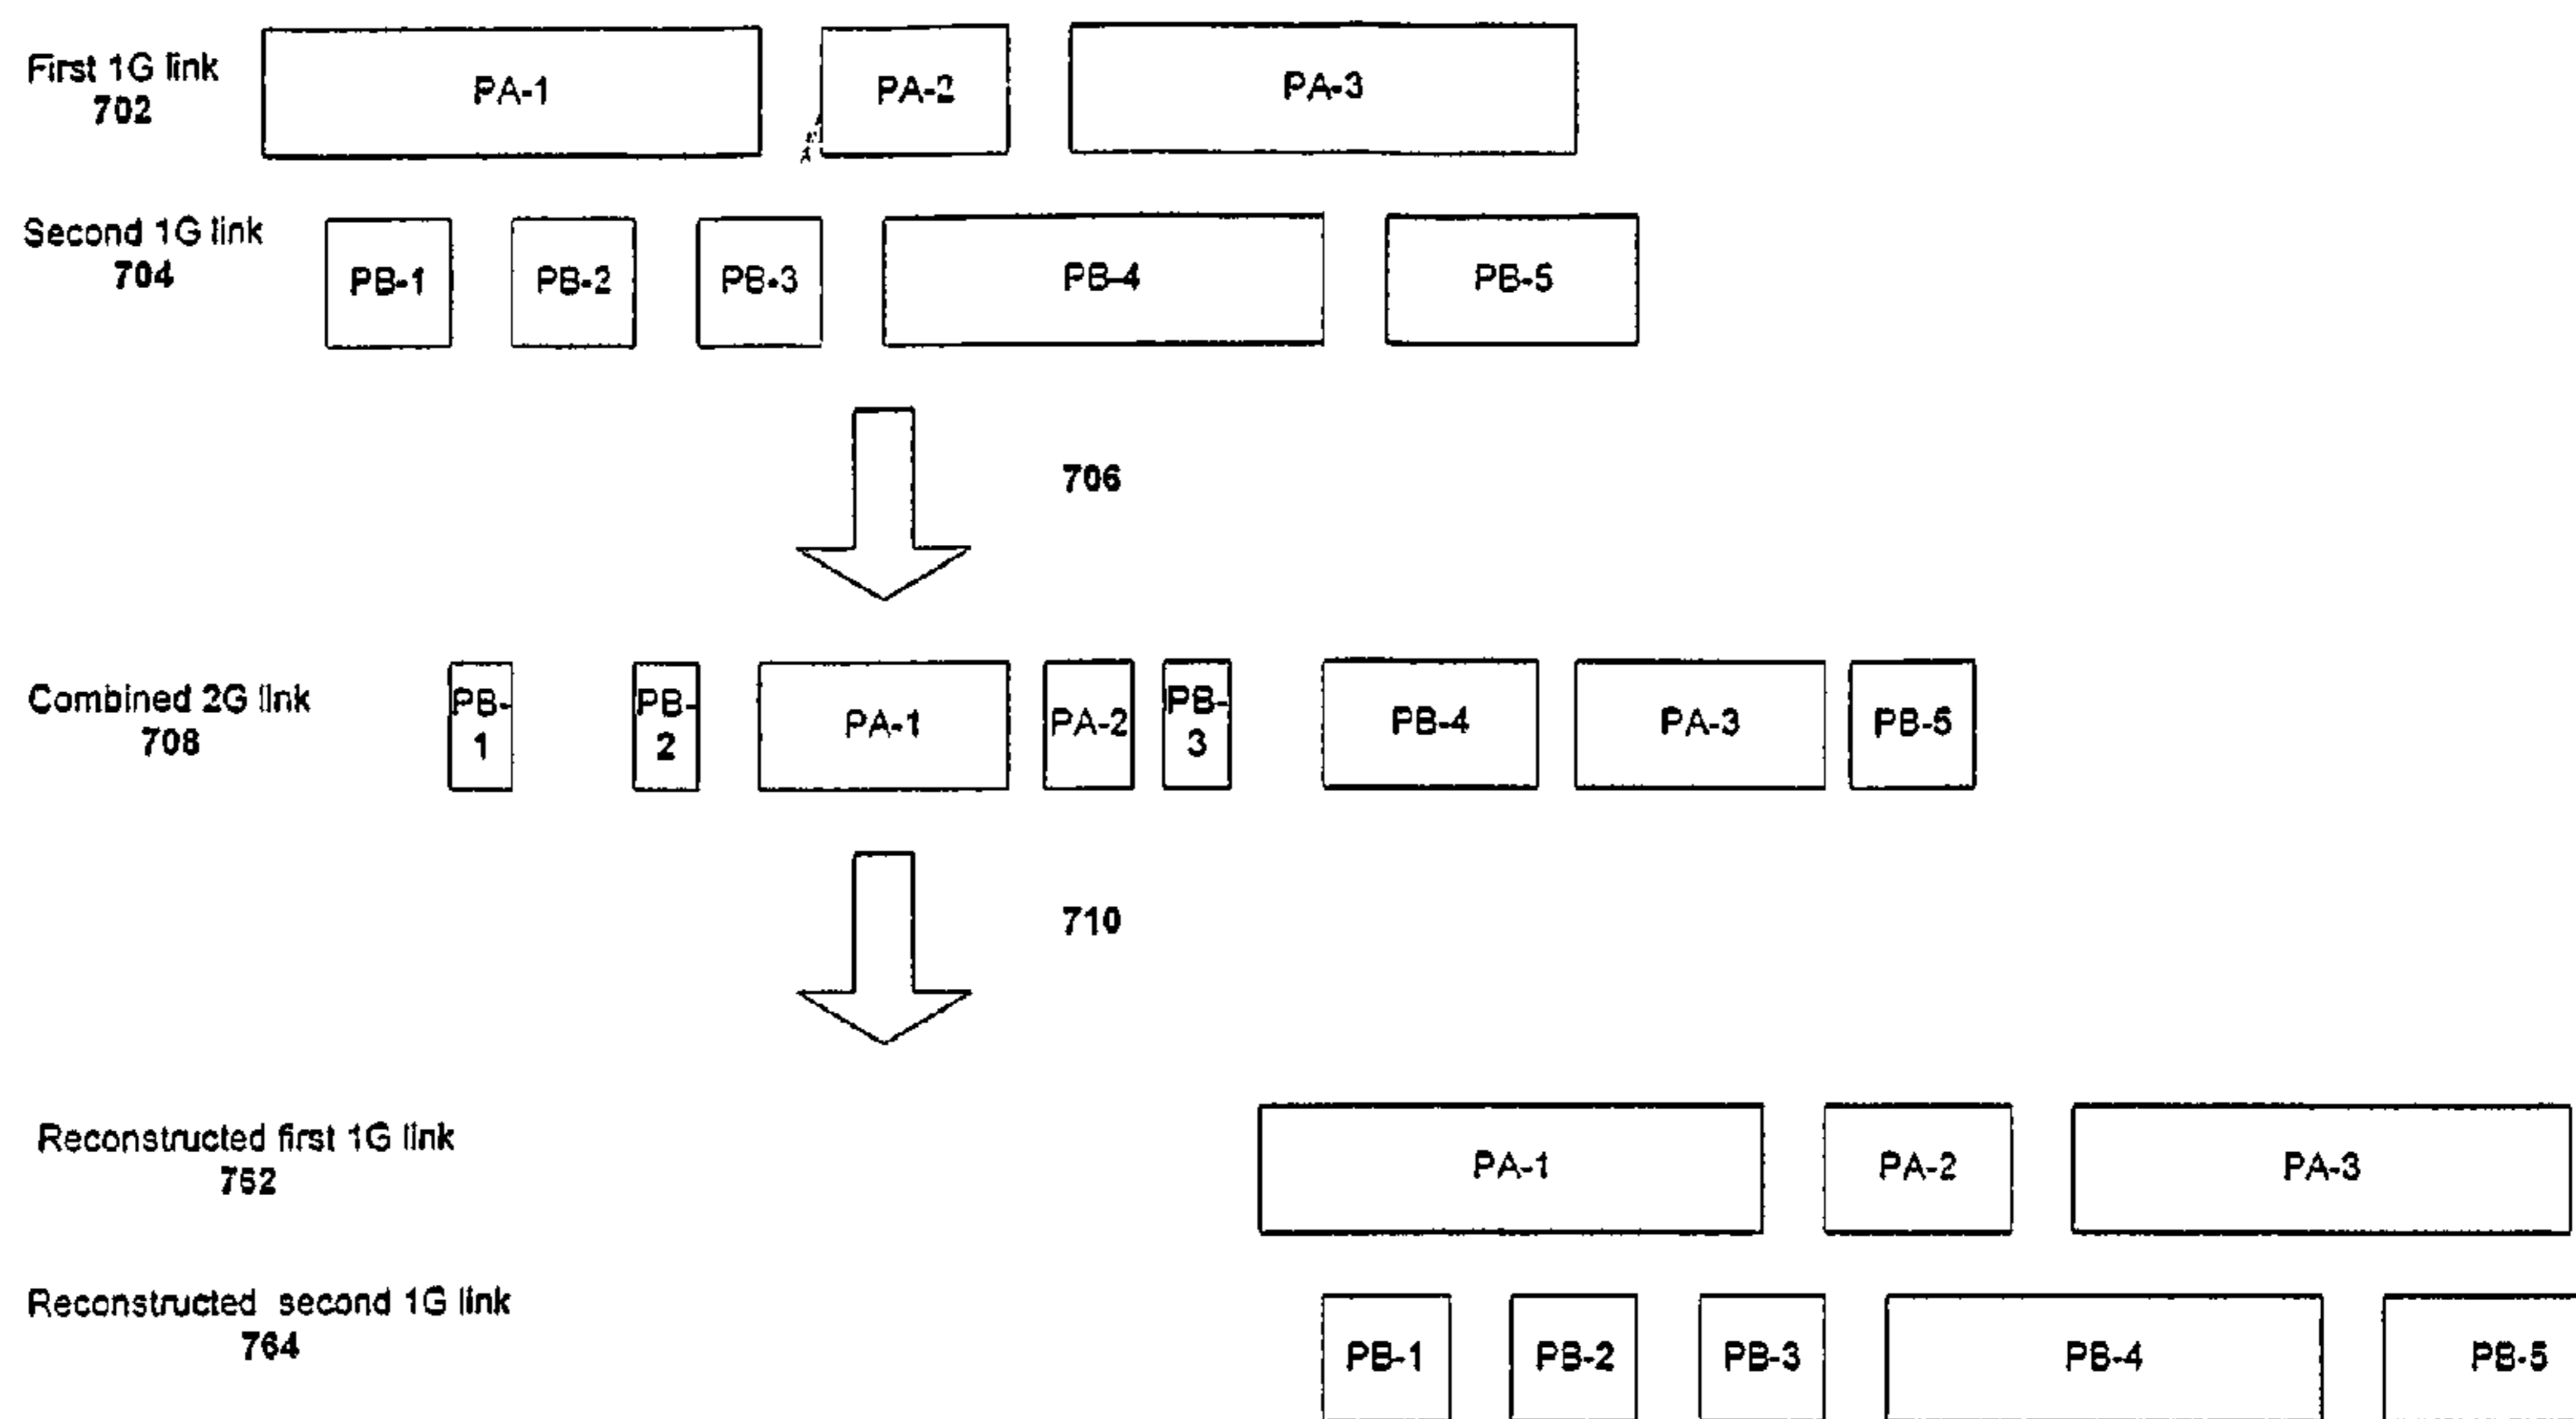 First 1G link
702
PA-1
PA-2
PA-3
Second 1G link
704
PB-1
PB-2
PB-3
PB-4
PB-5
706
Combined 2G link
708
PB-
1
PB-
2
PA-1
PA-2
PB-
3
PB-4
PA-3
PB-5
710
Reconstructed first 1G link
762
PA-1
PA-2
PA-3
Reconstructed second 1G link
764
PB-1
PB-2
PB-3
PB-4
PB-5